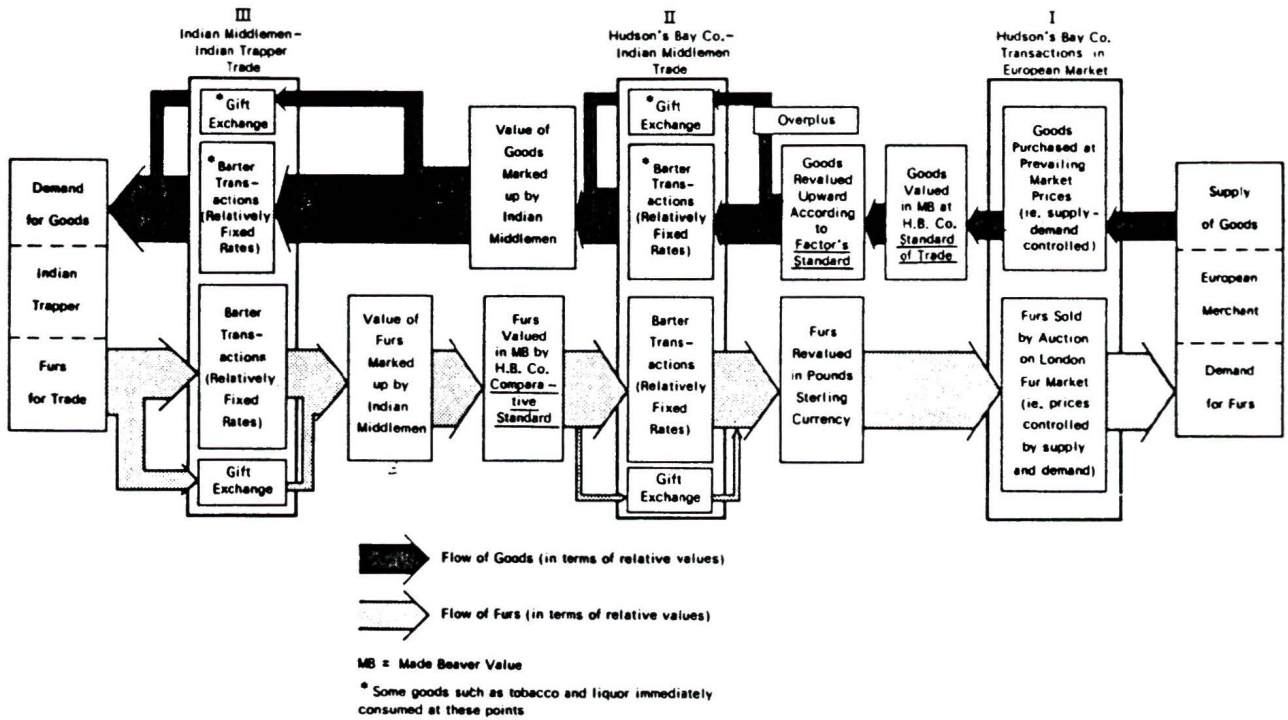 III
Indian Middlemen–
Indian Trapper
Trade
II
Hudson's Bay Co.–
Indian Middlemen
Trade
I
Hudson's Bay Co.
Transactions in
European Market
* Gift
Exchange
* Barter
Trans-
actions
(Relatively
Fixed
Rates)
Value of
Goods
Marked
up by
Indian
Middlemen
* Gift
Exchange
* Barter
Trans-
actions
(Relatively
Fixed
Rates)
Overplus
Goods
Revalued
Upward
According
to
Factor's
Standard
Goods
Valued
in MB at
H.B. Co.
Standard
of Trade
Goods
Purchased at
Prevailing
Market
Prices
(ie. supply-
demand
controlled)
Demand
for Goods
Indian
Trapper
Furs
for Trade
Supply
of Goods
European
Merchant
Demand
for Furs
Barter
Trans-
actions
(Relatively
Fixed
Rates)
Gift
Exchange
Value of
Furs
Marked
up by
Indian
Middlemen
Furs
Valued
in MB by
H.B. Co.
Compara-
tive
Standard
Barter
Trans-
actions
(Relatively
Fixed
Rates)
Gift
Exchange
Furs
Revalued
in Pounds
Sterling
Currency
Furs Sold
by Auction
on London
Fur Market
(ie. prices
controlled
by supply
and demand)
Flow of Goods (in terms of relative values)
Flow of Furs (in terms of relative values)
MB = Made Beaver Value
* Some goods such as tobacco and liquor immediately
consumed at these points